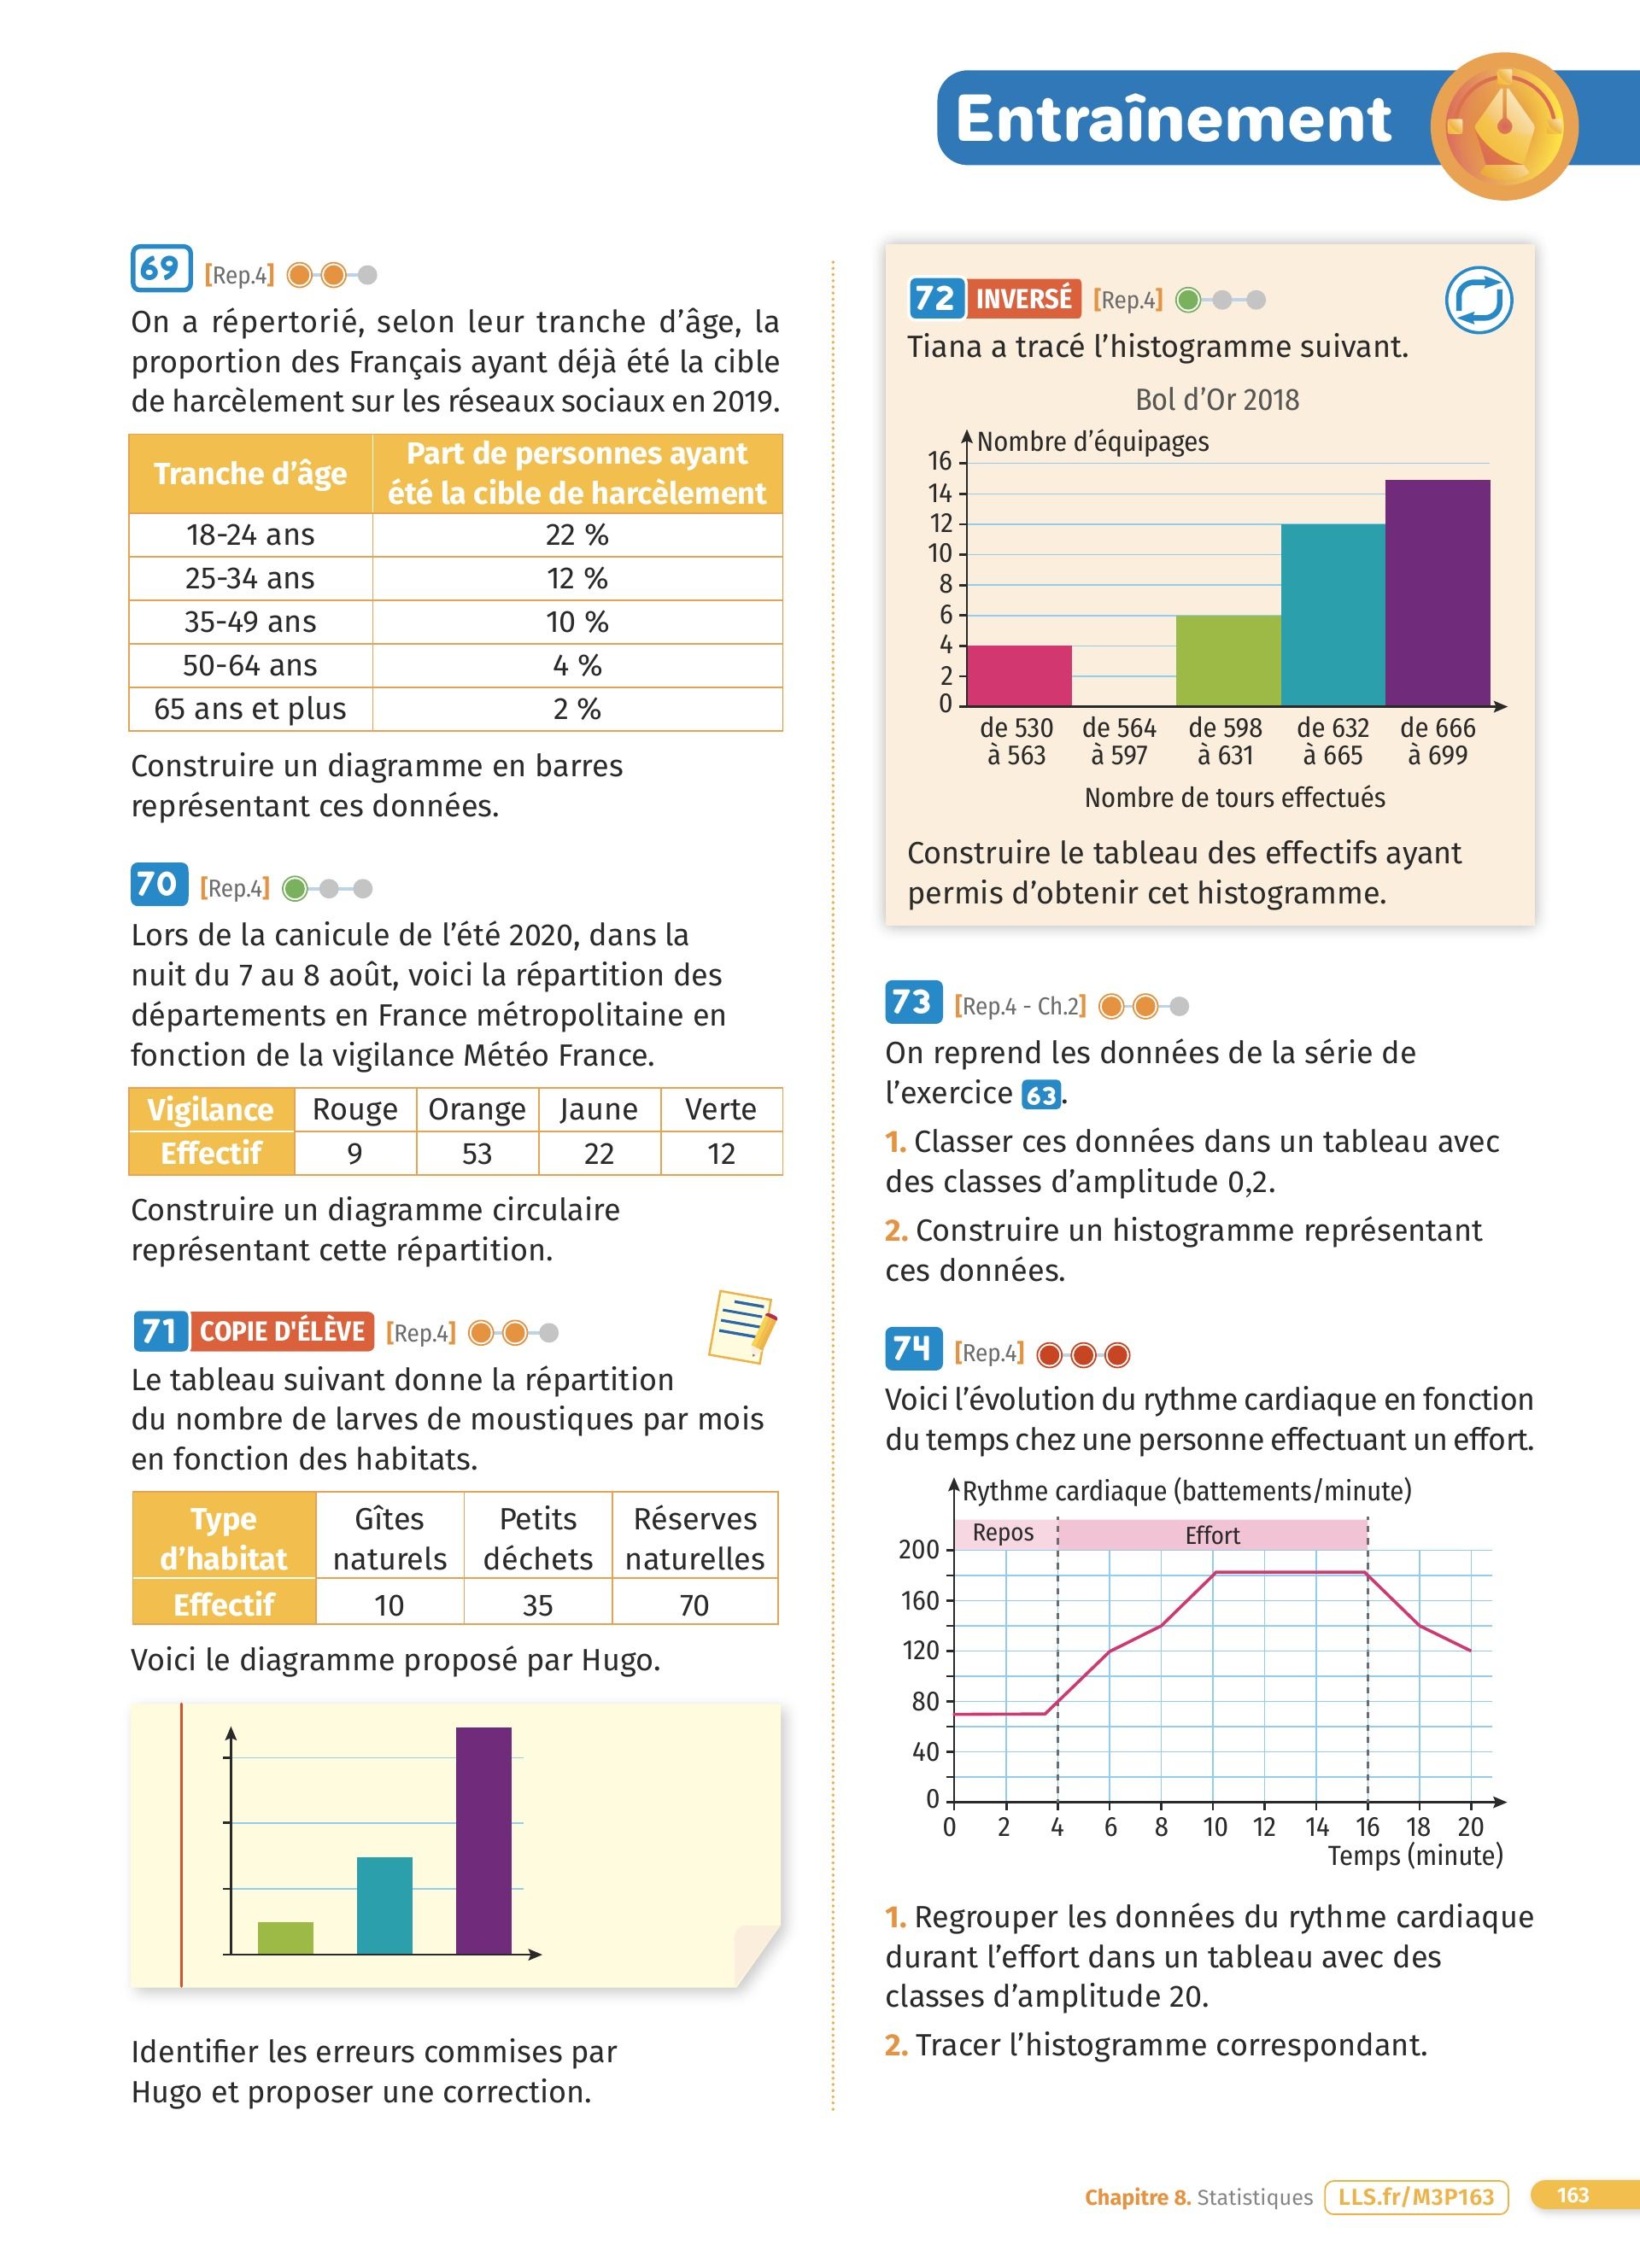 Entraînement
69 [Rep.4]
On a répertorié, selon leur tranche d’âge, la
proportion des Français ayant déjà été la cible
de harcèlement sur les réseaux sociaux en 2019.
Tranche d’âge
Part de personnes ayant
été la cible de harcèlement
18-24 ans 22 %
25-34 ans 12 %
35-49 ans 10 %
50-64 ans 4 %
65 ans et plus 2 %
Construire un diagramme en barres
représentant ces données.
70 [Rep.4]
Lors de la canicule de l’été 2020, dans la
nuit du 7 au 8 août, voici la répartition des
départements en France métropolitaine en
fonction de la vigilance Météo France.
Vigilance Rouge Orange Jaune Verte
Effectif 9 53 22 12
Construire un diagramme circulaire
représentant cette répartition.
71 COPIE D'ÉLÈVE [Rep.4]
Le tableau suivant donne la répartition
du nombre de larves de moustiques par mois
en fonction des habitats.
Type Gîtes Petits Réserves
d’habitat naturels déchets naturelles
Effectif 10 35 70
Voici le diagramme proposé par Hugo.
Identifier les erreurs commises par
Hugo et proposer une correction.
72 INVERSÉ [Rep.4]
Tiana a tracé l’histogramme suivant.
Bol d’Or 2018
Nombre d’équipages
16
14
12
10
8
6
4
2
0
de 530 de 564 de 598 de 632 de 666
à 563 à 597 à 631 à 665 à 699
Nombre de tours effectués
Construire le tableau des effectifs ayant
permis d’obtenir cet histogramme.
73 [Rep.4 - Ch.2]
On reprend les données de la série de
l’exercice 63.
1. Classer ces données dans un tableau avec
des classes d’amplitude 0,2.
2. Construire un histogramme représentant
ces données.
74 [Rep.4]
Voici l’évolution du rythme cardiaque en fonction
du temps chez une personne effectuant un effort.
Rythme cardiaque (battements/minute)
Repos Effort
200
160
120
80
40
0
0 2 4 6 8 10 12 14 16 18 20
Temps (minute)
1. Regrouper les données du rythme cardiaque
durant l’effort dans un tableau avec des
classes d’amplitude 20.
2. Tracer l’histogramme correspondant.
Chapitre 8. Statistiques LLS.fr/M3P163 163